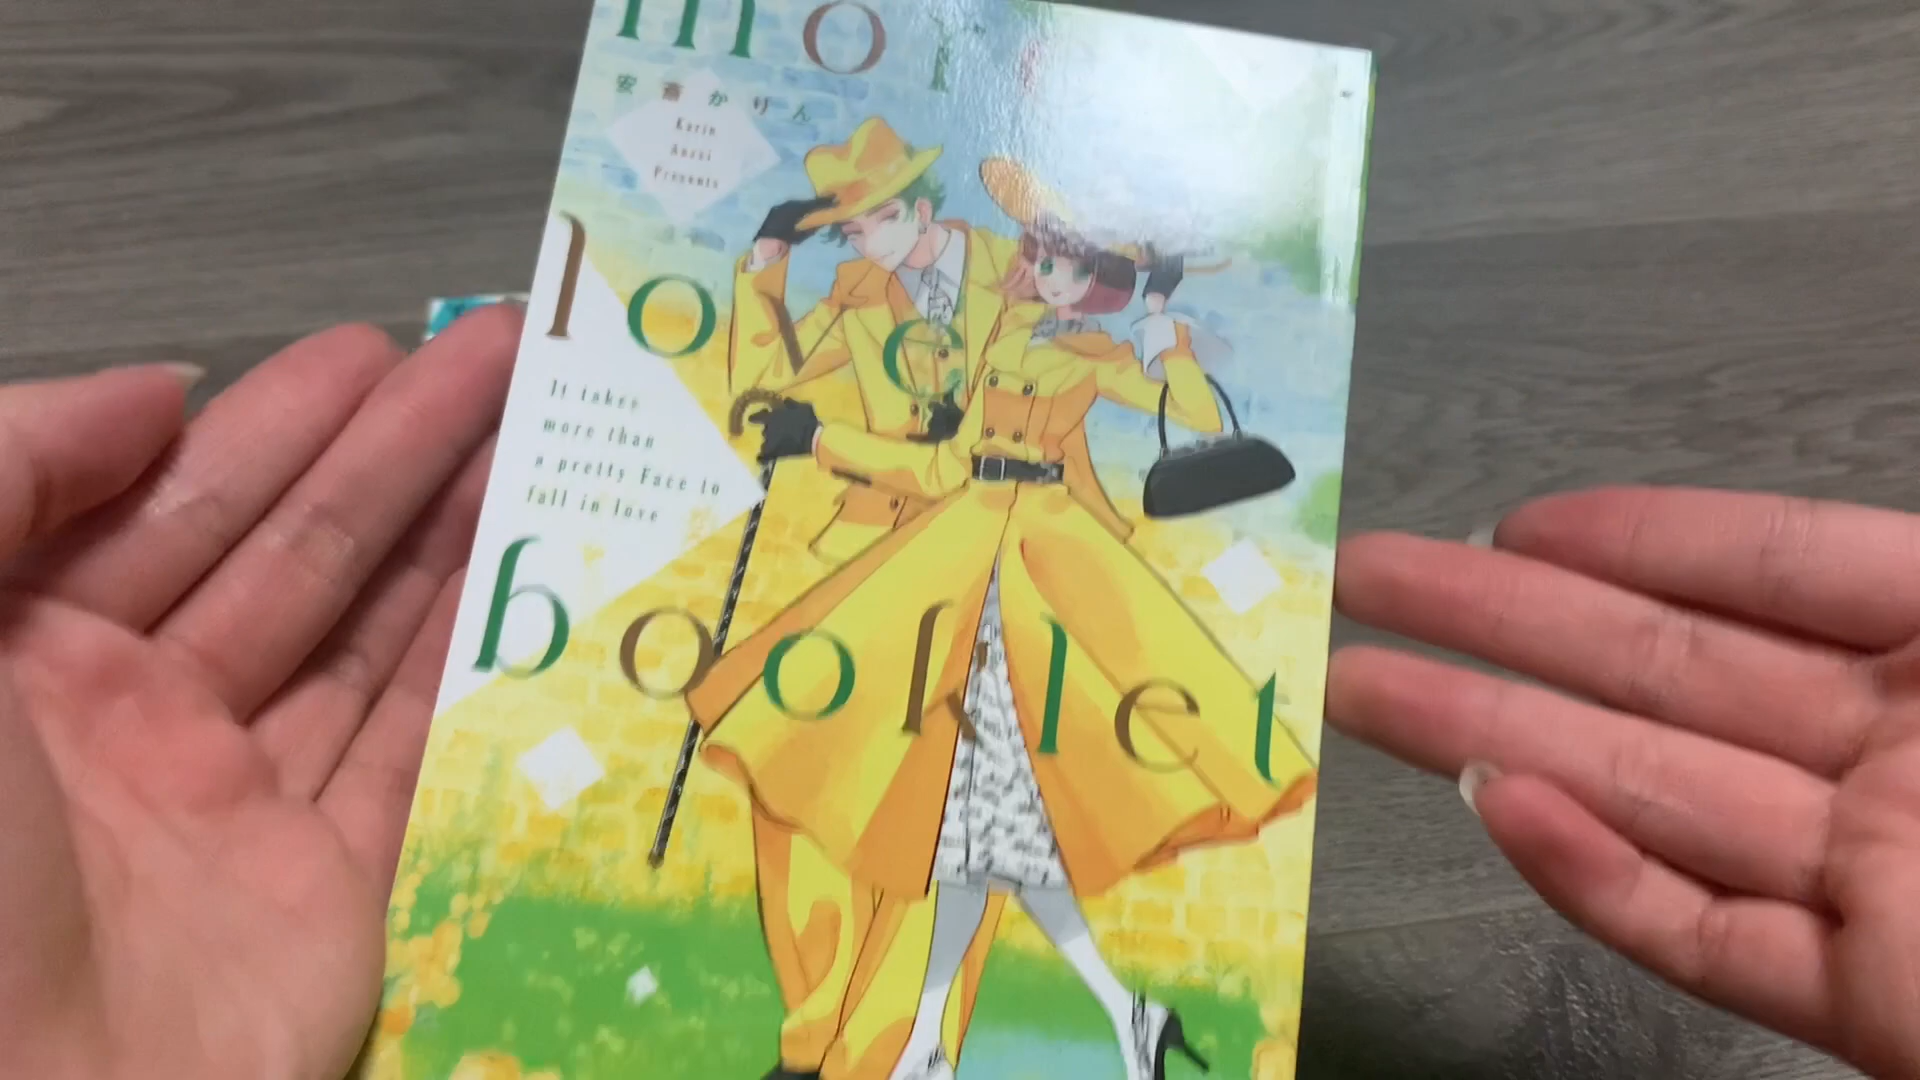 more
安斎かりん
Karin
Anzai
Presents
love
It takes
more than
a pretty Face to
fall in love
booklet